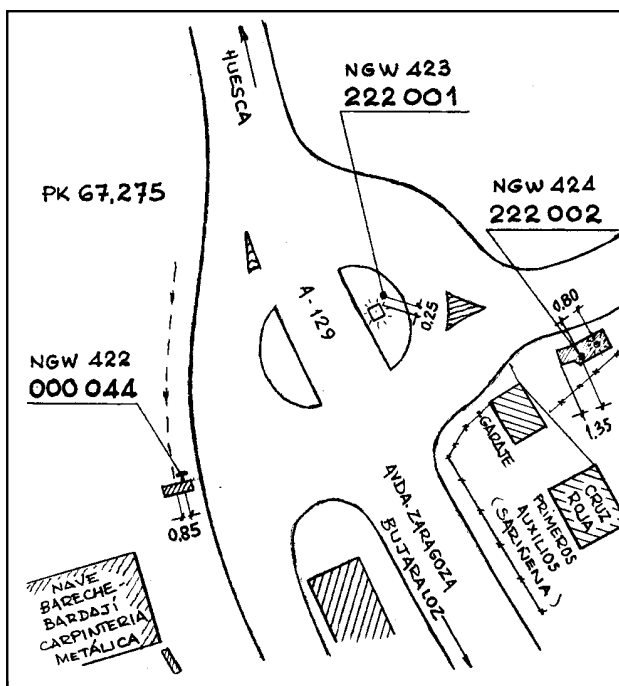 HUESCA
NGW 423
222 001
PK 67,275
NGW 424
222 002
A-129
0.25
0.80
NGW 422
000 044
1.35
GARAJE
0.85
CRUZ
ROJA
PRIMEROS
AUXILIOS
(SARIÑENA)
AVDA. ZARAGOZA
BUJARALOZ
NAVE
BARECHE-
BARDAJÍ
CARPINTERIA
METÁLICA